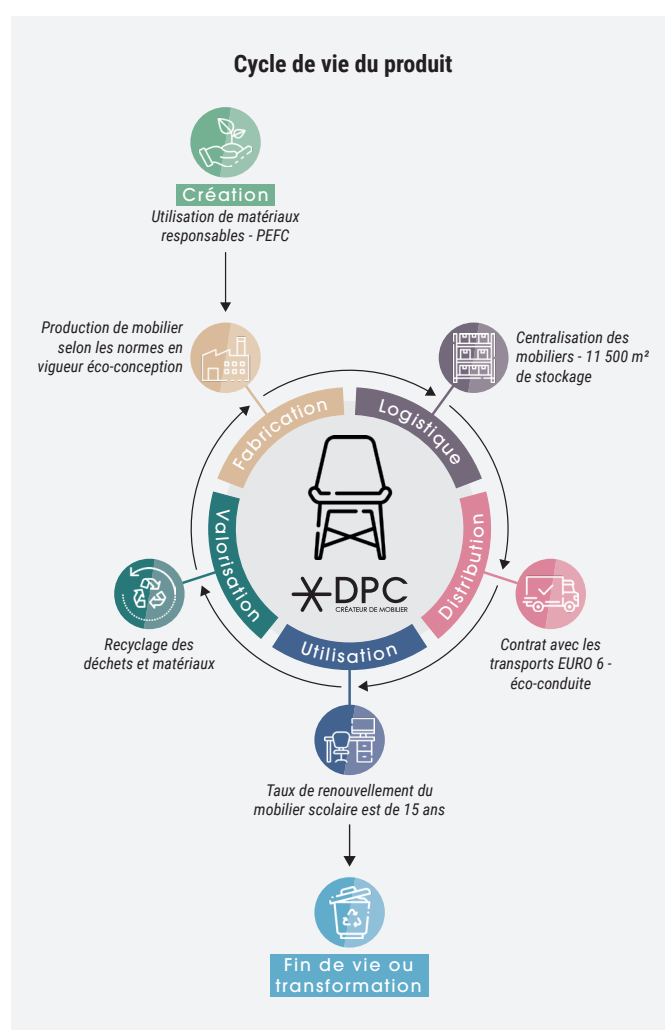 Cycle de vie du produit
Création
Utilisation de matériaux
responsables - PEFC
Production de mobilier
selon les normes en
vigueur éco-conception
Centralisation des
mobiliers - 11 500 m²
de stockage
Fabrication
Logistique
Valorisation
Distribution
DPC
CRÉATEUR DE MOBILIER
Utilisation
Recyclage des
déchets et matériaux
Contrat avec les
transports EURO 6 -
éco-conduite
Taux de renouvellement du
mobilier scolaire est de 15 ans
Fin de vie ou
transformation